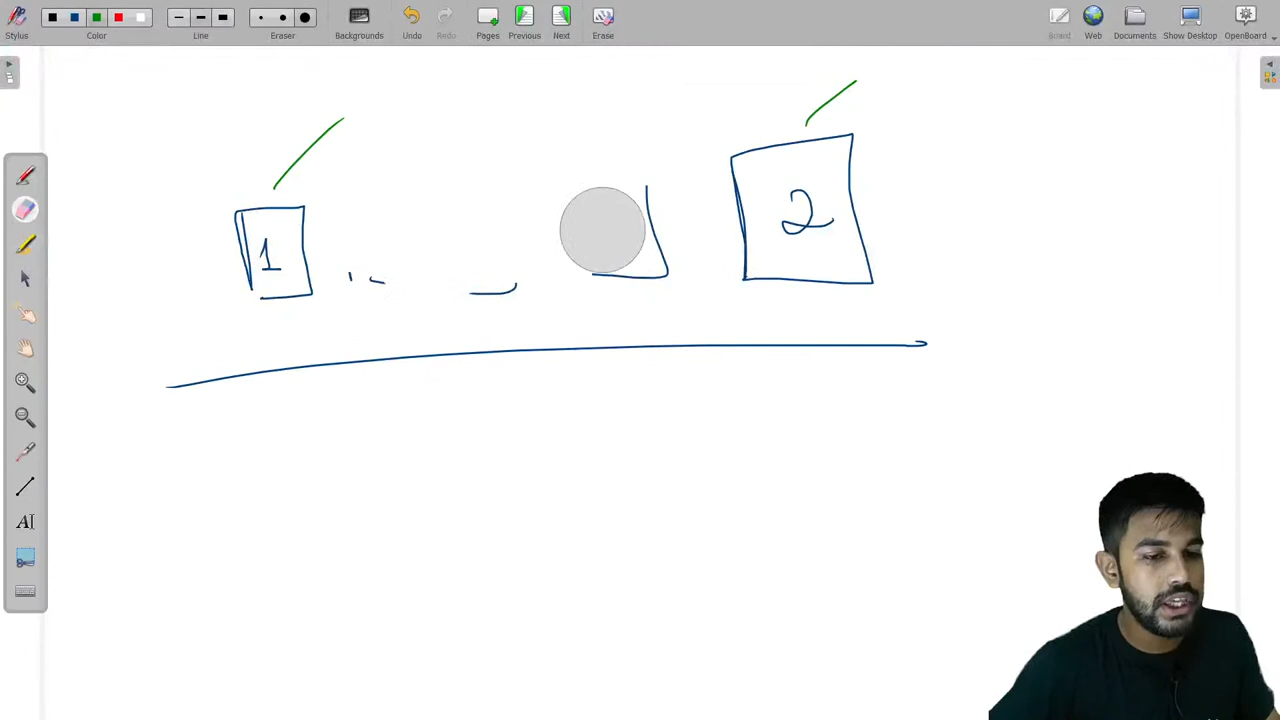 Stylus Color Line Eraser Backgrounds Undo Redo Pages Previous Next Erase Board Web Documents Show Desktop OpenBoard
1
2
AI